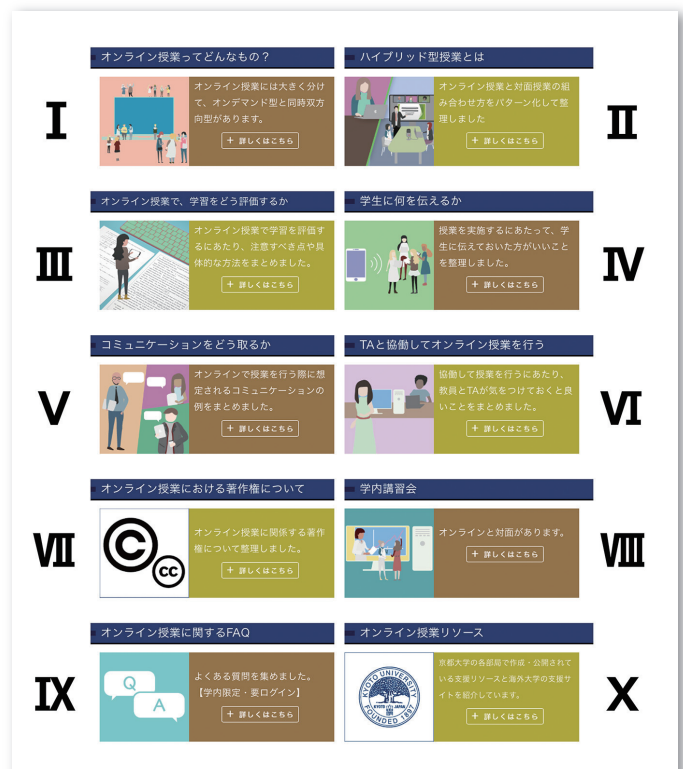 オンライン授業ってどんなもの？
I
オンライン授業には大きく分け
て、オンデマンド型と同時双方
向型があります。
+ 詳しくはこちら
ハイブリッド型授業とは
オンライン授業と対面授業の組
み合わせ方をパターン化して整
理しました
+ 詳しくはこちら
II
オンライン授業で、学習をどう評価するか
III
オンライン授業で学習を評価す
るにあたり、注意すべき点や具
体的な方法をまとめました。
+ 詳しくはこちら
学生に何を伝えるか
授業を実施するにあたって、学
生に伝えておいた方がいいこと
を整理しました。
+ 詳しくはこちら
IV
コミュニケーションをどう取るか
V
オンラインで授業を行う際に想
定されるコミュニケーションの
例をまとめました。
+ 詳しくはこちら
TAと協働してオンライン授業を行う
協働して授業を行うにあたり、
教員とTAが気をつけておくと良
いことをまとめました。
+ 詳しくはこちら
VI
オンライン授業における著作権について
VII
C
cc
オンライン授業に関係する著作
権について整理しました。
+ 詳しくはこちら
学内講習会
オンラインと対面があります。
+ 詳しくはこちら
VIII
オンライン授業に関するFAQ
IX
Q
A
よくある質問を集めました。
【学内限定・要ログイン】
+ 詳しくはこちら
オンライン授業リソース
KYOTO UNIVERSITY
KYOTO JAPAN
FOUNDED 1897
京都大学の各部局で作成・公開されて
いる支援リソースと海外大学の支援サ
イトを紹介しています。
+ 詳しくはこちら
X